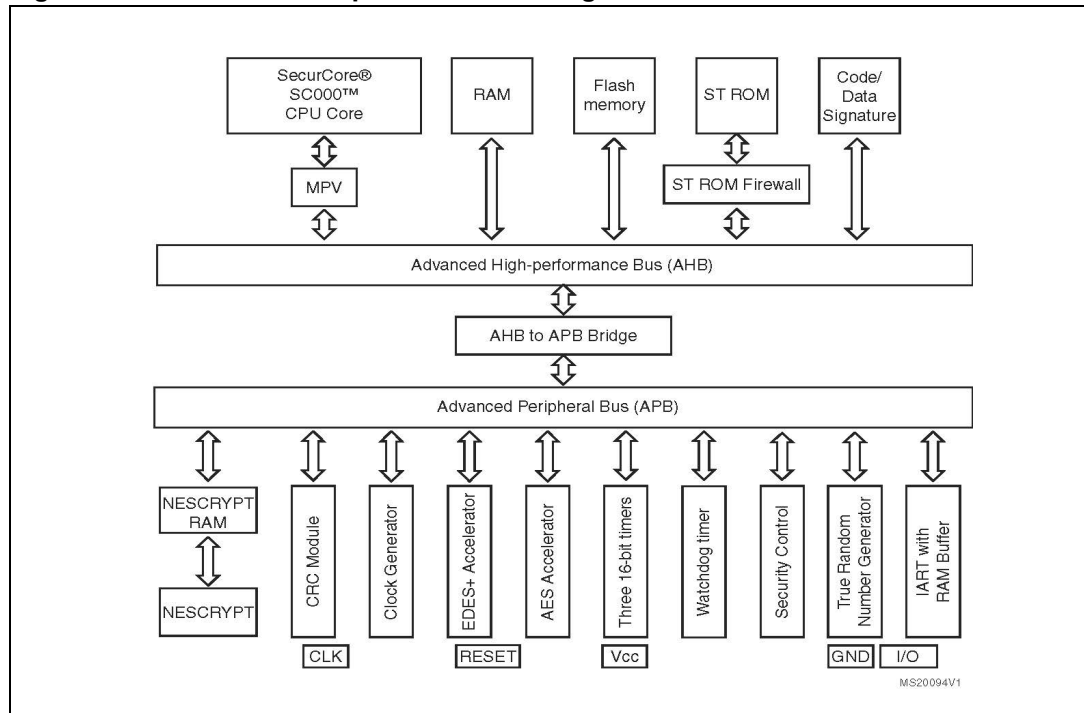 SecurCore®
SC000™
CPU Core
RAM
Flash
memory
ST ROM
Code/
Data
Signature
MPV
ST ROM Firewall
Advanced High-performance Bus (AHB)
AHB to APB Bridge
Advanced Peripheral Bus (APB)
NESCRYPT
RAM
NESCRYPT
CRC Module
Clock Generator
EDES+ Accelerator
AES Accelerator
Three 16-bit timers
Watchdog timer
Security Control
True Random
Number Generator
IART with
RAM Buffer
CLK
RESET
Vcc
GND
I/O
MS20094V1